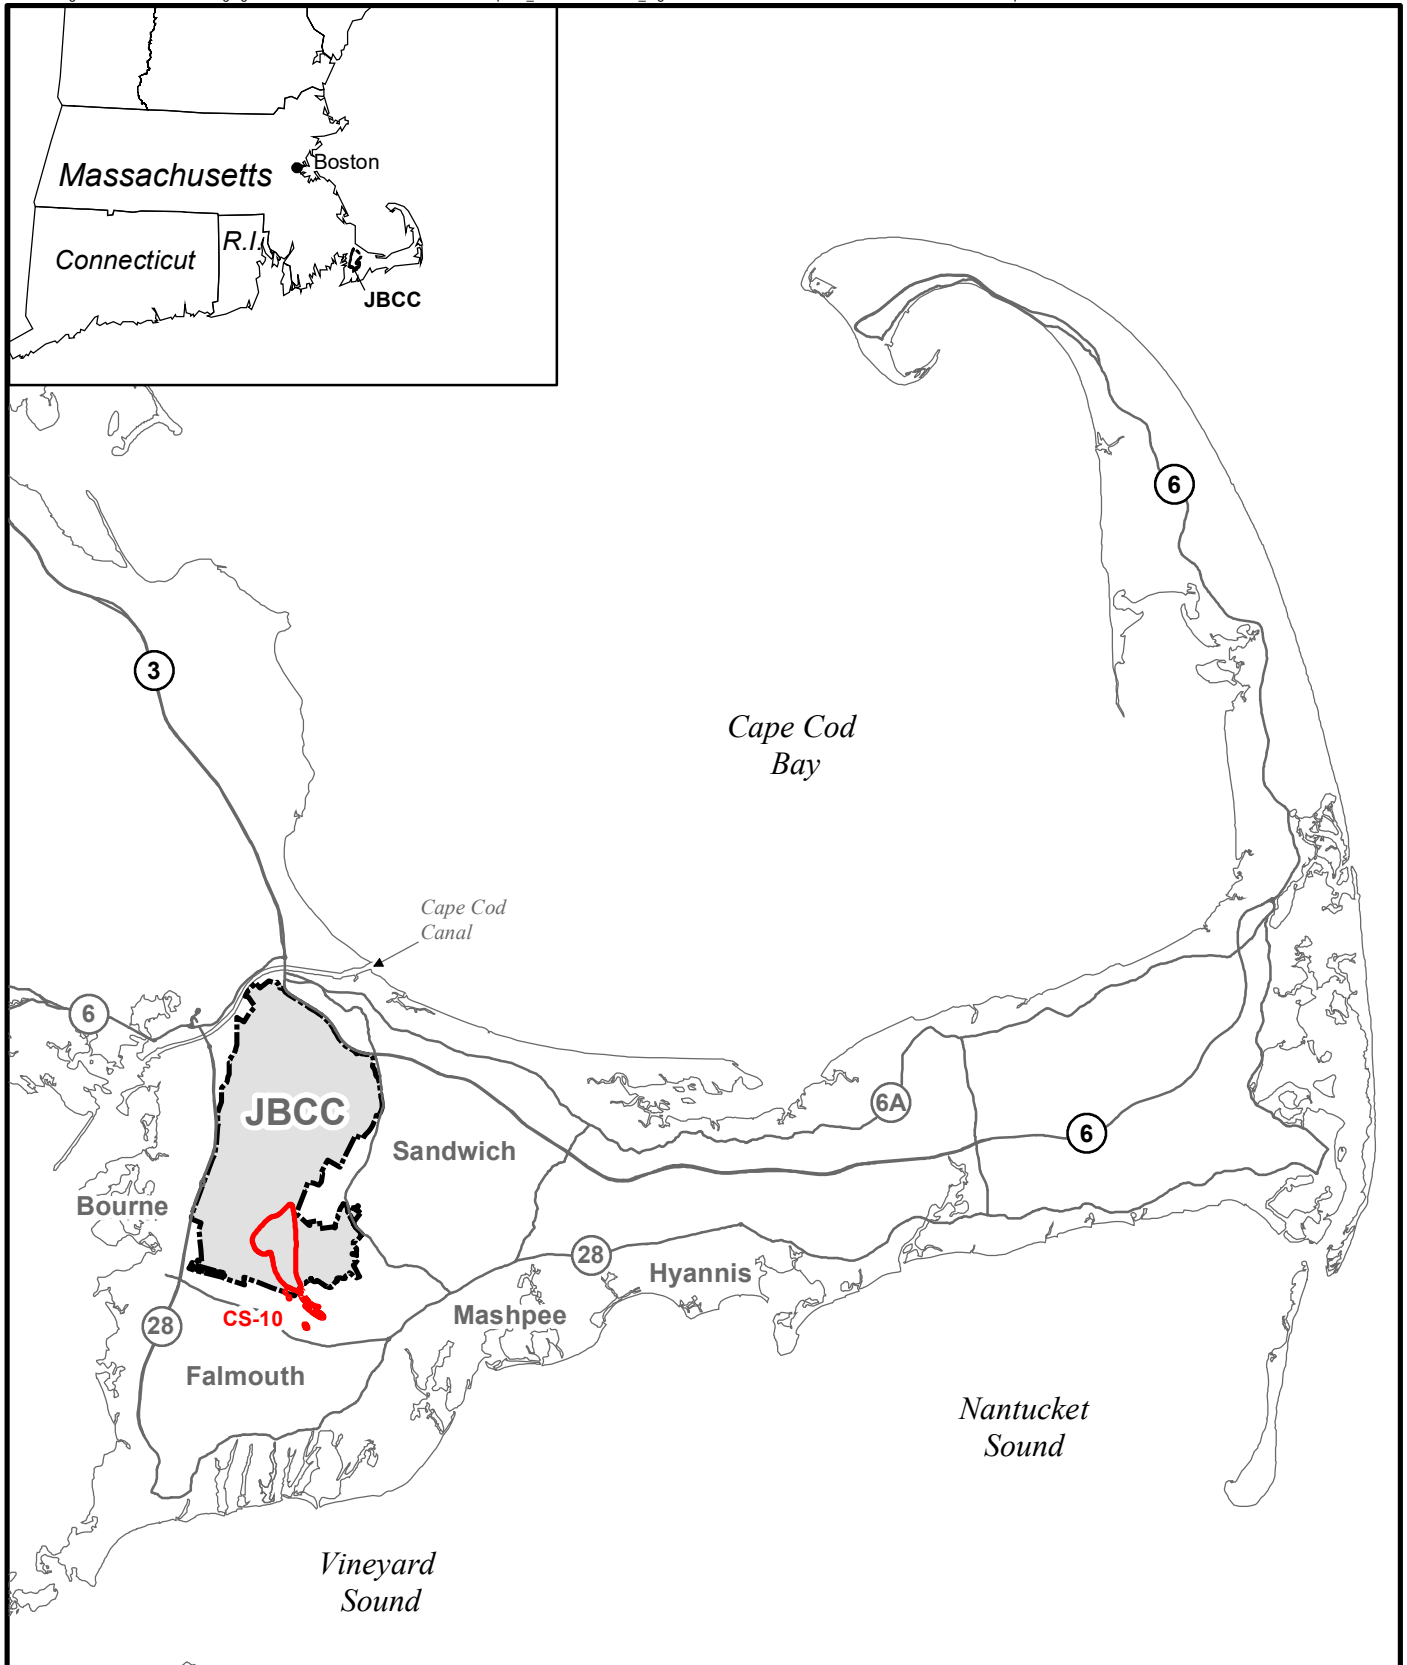 Massachusetts
Boston
R.I.
Connecticut
JBCC
6
3
Cape Cod
Bay
Cape Cod
Canal
6
6A
JBCC
6
Sandwich
Bourne
28
Hyannis
Mashpee
CS-10
28
Falmouth
Nantucket
Sound
Vineyard
Sound